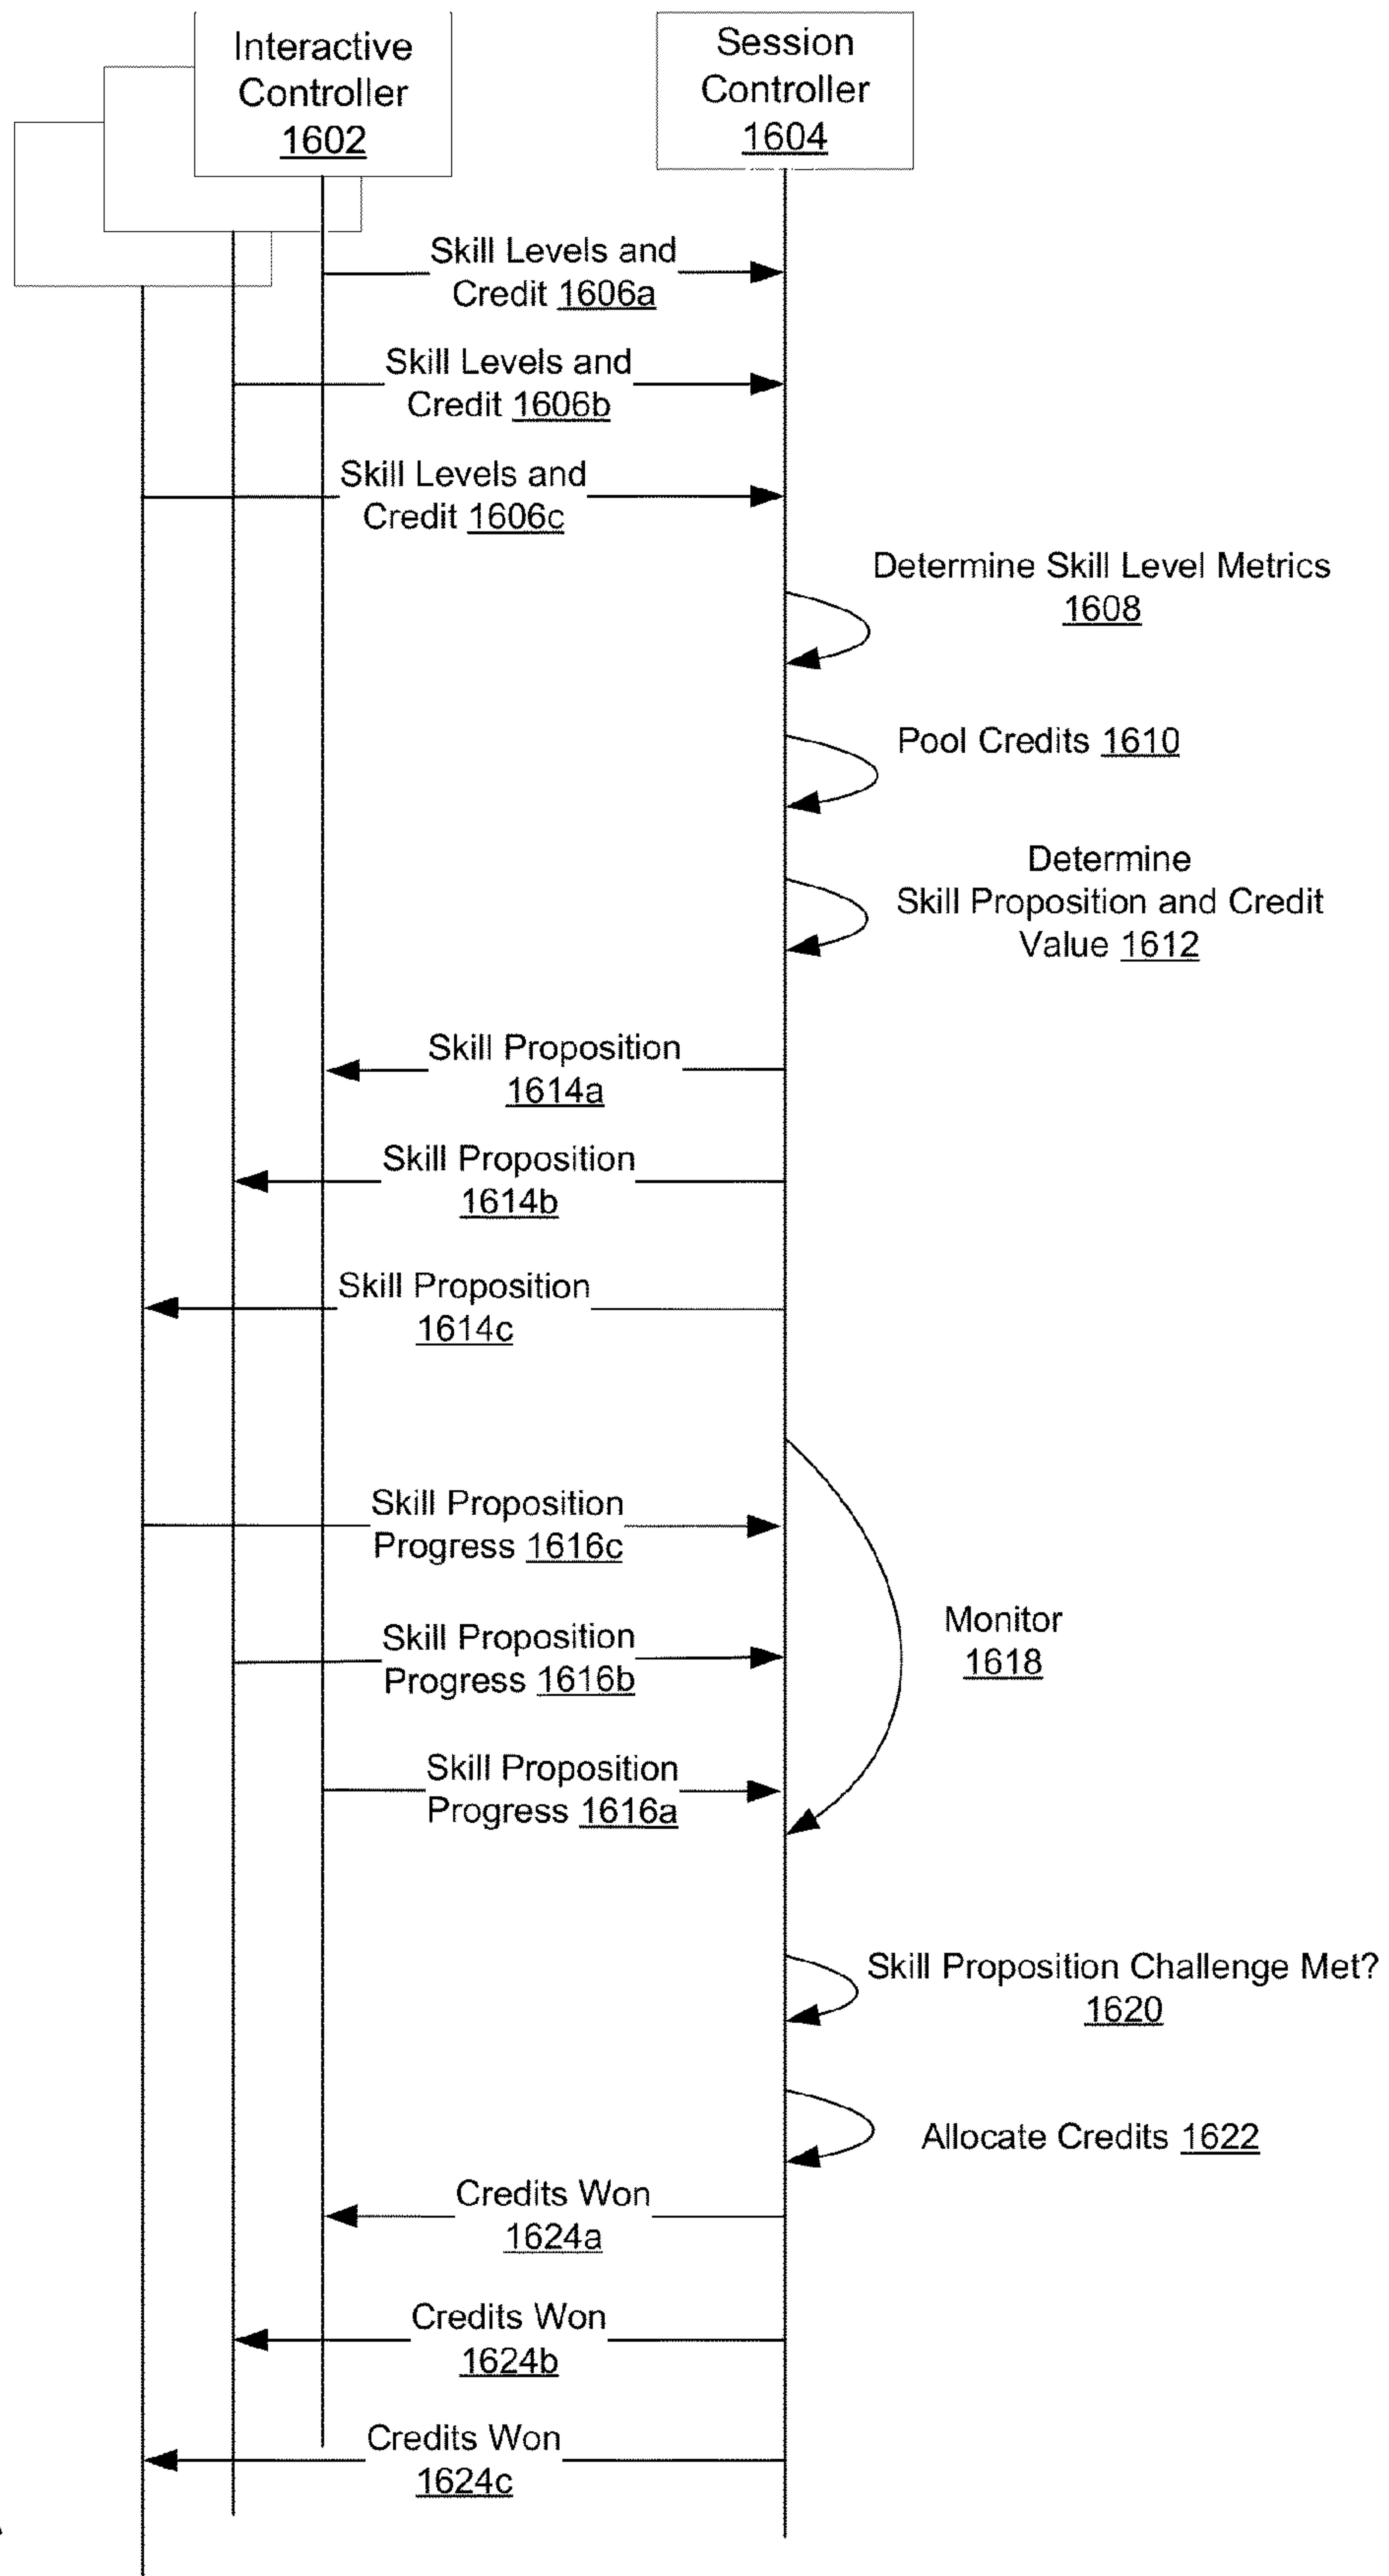 Interactive
Controller
1602
Session
Controller
1604
Skill Levels and
Credit 1606a
Skill Levels and
Credit 1606b
Skill Levels and
Credit 1606c
Determine Skill Level Metrics
1608
Pool Credits 1610
Determine
Skill Proposition and Credit
Value 1612
Skill Proposition
1614a
Skill Proposition
1614b
Skill Proposition
1614c
Skill Proposition
Progress 1616c
Skill Proposition
Progress 1616b
Monitor
1618
Skill Proposition
Progress 1616a
Skill Proposition Challenge Met?
1620
Allocate Credits 1622
Credits Won
1624a
Credits Won
1624b
Credits Won
1624c